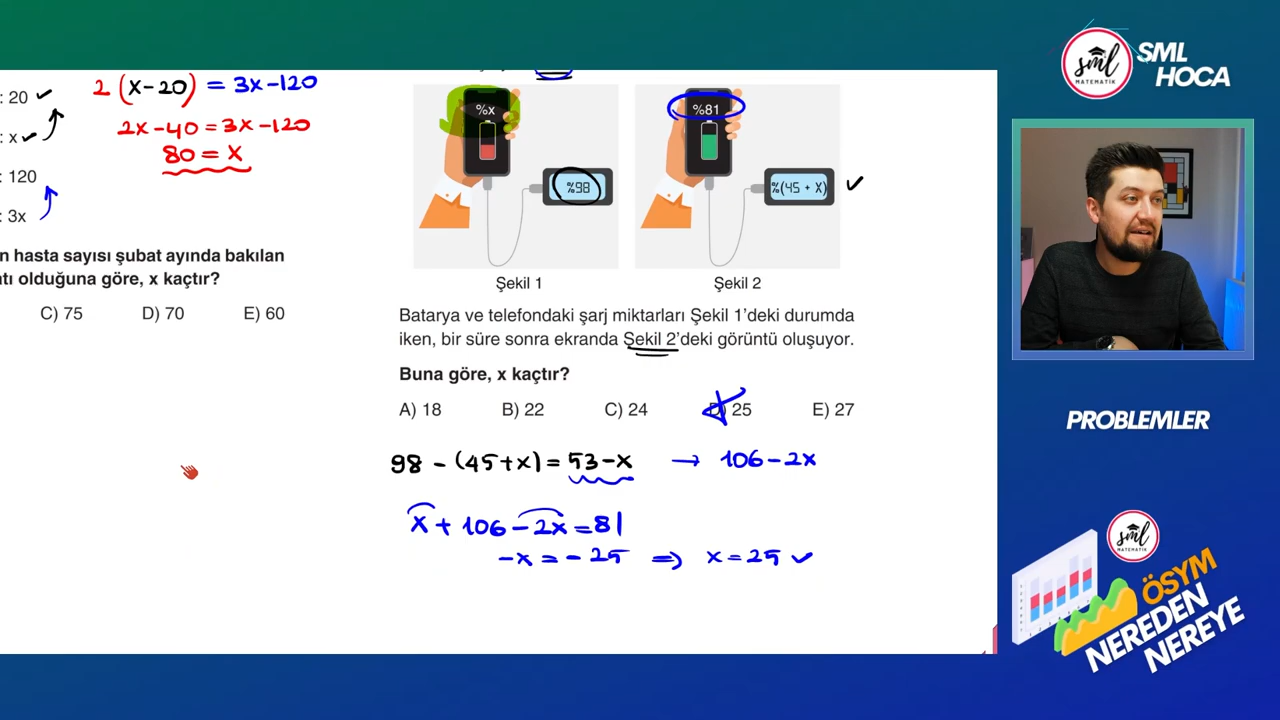 : 20
: x
: 120
: 3x
2 (x-20) = 3x-120
2x-40 = 3x-120
80 = x
n hasta sayısı şubat ayında bakılan
atı olduğuna göre, x kaçtır?
C) 75 D) 70 E) 60
%x
%98
%81
%(45 + X)
Şekil 1 Şekil 2
Batarya ve telefondaki şarj miktarları Şekil 1'deki durumda
iken, bir süre sonra ekranda Şekil 2'deki görüntü oluşuyor.
Buna göre, x kaçtır?
A) 18 B) 22 C) 24 D) 25 E) 27
98 - (45+x) = 53-x → 106-2x
x + 106 - 2x = 81
-x = -25 ⇒ x = 25
sml
MATEMATİK
SML
HOCA
PROBLEMLER
sml
MATEMATİK
ÖSYM
NEREDEN
NEREYE